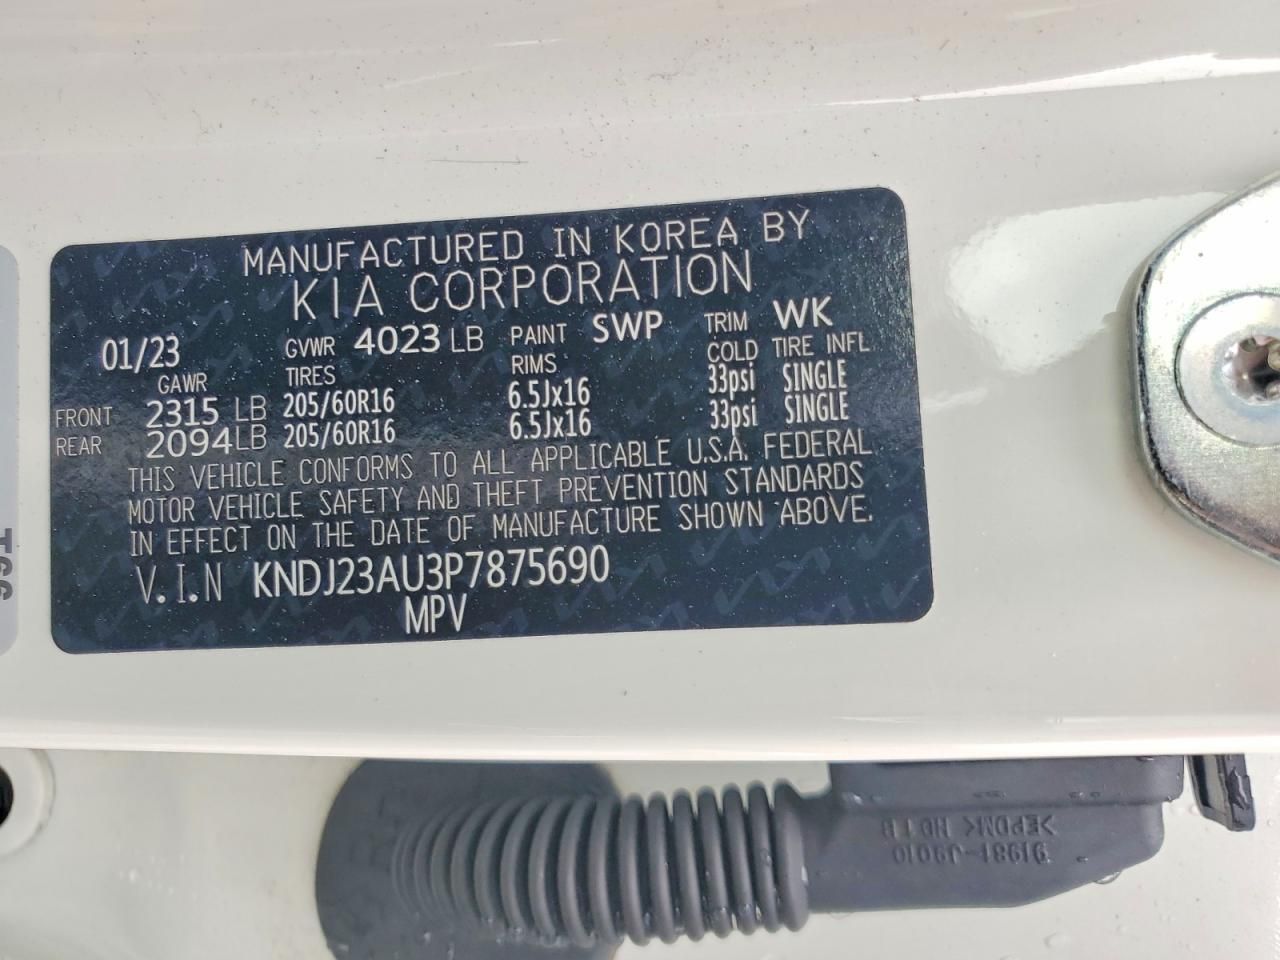 MANUFACTURED IN KOREA BY
KIA CORPORATION
01/23 GVWR 4023 LB PAINT SWP TRIM WK
GAWR TIRES RIMS COLD TIRE INFL
FRONT 2315 LB 205/60R16 6.5Jx16 33psi SINGLE
REAR 2094LB 205/60R16 6.5Jx16 33psi SINGLE
THIS VEHICLE CONFORMS TO ALL APPLICABLE U.S.A. FEDERAL
MOTOR VEHICLE SAFETY AND THEFT PREVENTION STANDARDS
IN EFFECT ON THE DATE OF MANUFACTURE SHOWN ABOVE.
V.I.N KNDJ23AU3P7875690
MPV
91981-J9010
>EPDM<